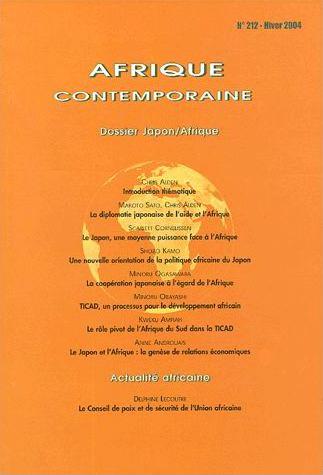 N° 212 - Hiver 2004
AFRIQUE
CONTEMPORAINE
Dossier Japon/Afrique
CHRIS ALDEN
Introduction thématique
MAKOTO SATO, CHRIS ALDEN
La diplomatie japonaise de l'aide et l'Afrique
SCARLETT CORNELISSEN
Le Japon, une moyenne puissance face à l'Afrique
SHOZO KAMO
Une nouvelle orientation de la politique africaine du Japon
MINORU OGASAWARA
La coopération japonaise à l'égard de l'Afrique
MINORU OBAYASHI
TICAD, un processus pour le développement africain
KWEKU AMPIAH
Le rôle pivot de l'Afrique du Sud dans la TICAD
ANNE ANDROUAIS
Le Japon et l'Afrique : la genèse de relations économiques
Actualité africaine
DELPHINE LECOUTRE
Le Conseil de paix et de sécurité de l'Union africaine